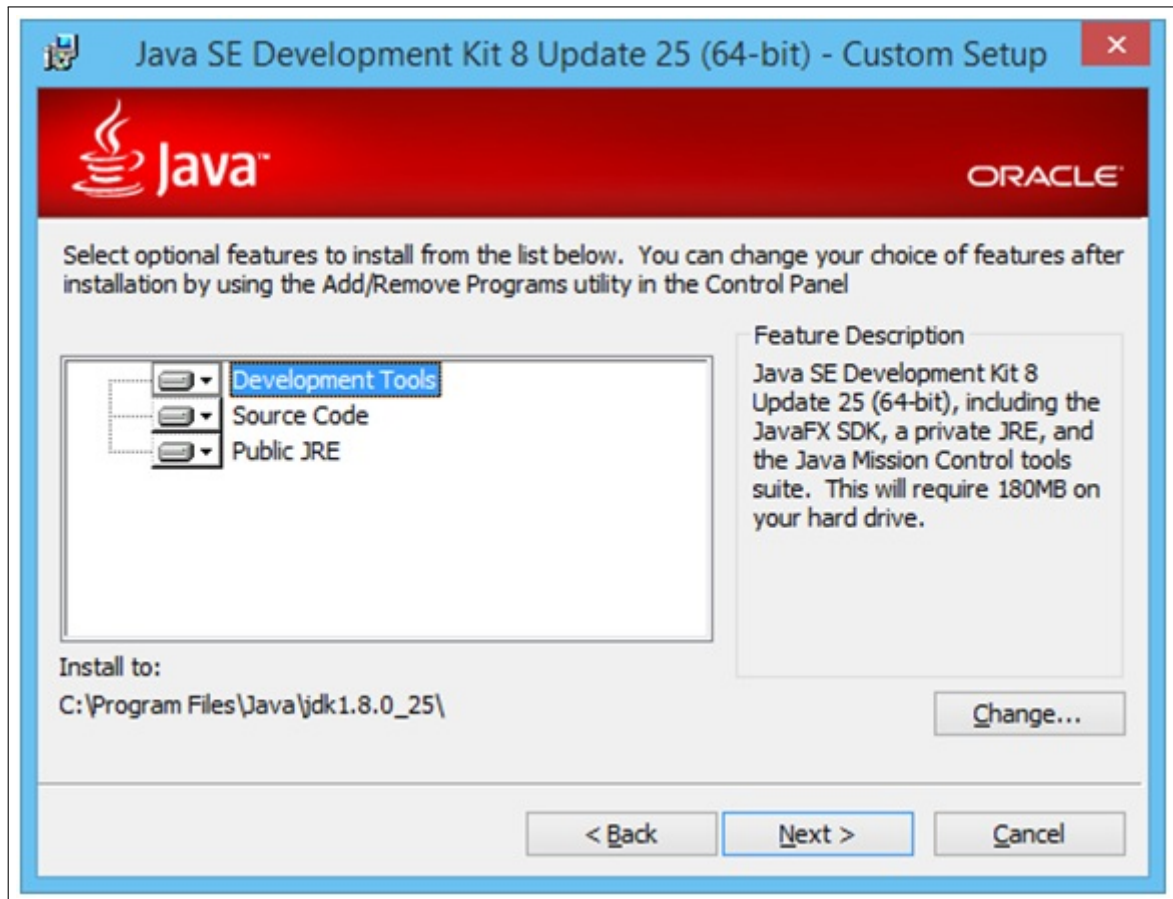 Java SE Development Kit 8 Update 25 (64-bit) - Custom Setup
Java™
ORACLE
Select optional features to install from the list below.  You can change your choice of features after
installation by using the Add/Remove Programs utility in the Control Panel
Development Tools
Source Code
Public JRE
Feature Description
Java SE Development Kit 8
Update 25 (64-bit), including the
JavaFX SDK, a private JRE, and
the Java Mission Control tools
suite.  This will require 180MB on
your hard drive.
Install to:
C:\Program Files\Java\jdk1.8.0_25\
Change...
< Back
Next >
Cancel